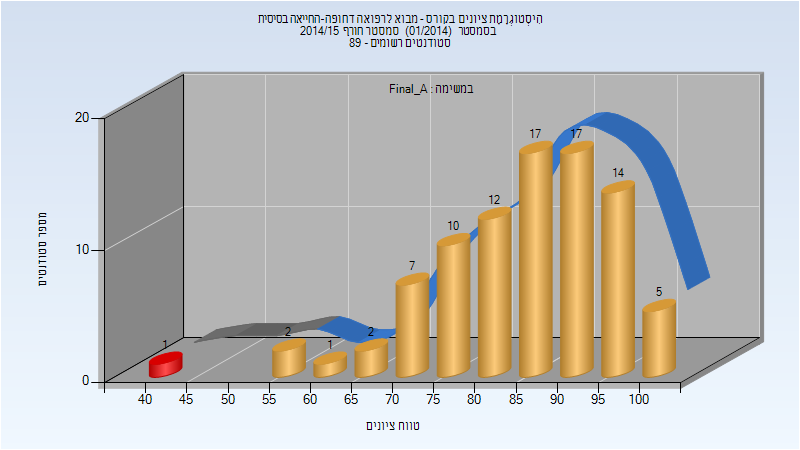 היסטוגרמת ציונים בקורס - מבוא לרפואה דחופה-החייאה בסיסית
בסמסטר (01/2014) סמסטר חורף 2014/15
סטודנטים רשומים - 89
במשימה : Final_A
מספר סטודנטים
20
10
0
1
2
1
2
7
10
12
17
17
14
5
40 45 50 55 60 65 70 75 80 85 90 95 100
טווח ציונים